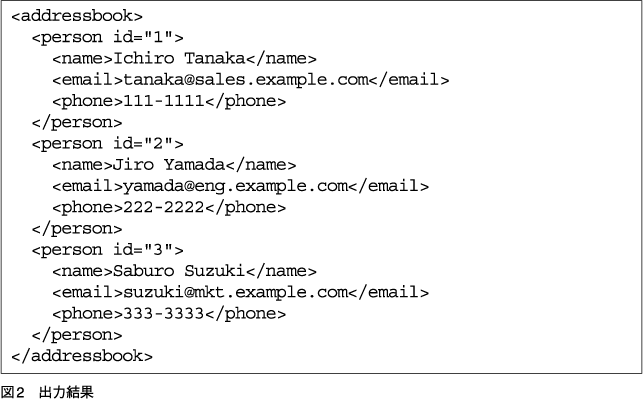 <addressbook>
  <person id="1">
    <name>Ichiro Tanaka</name>
    <email>tanaka@sales.example.com</email>
    <phone>111-1111</phone>
  </person>
  <person id="2">
    <name>Jiro Yamada</name>
    <email>yamada@eng.example.com</email>
    <phone>222-2222</phone>
  </person>
  <person id="3">
    <name>Saburo Suzuki</name>
    <email>suzuki@mkt.example.com</email>
    <phone>333-3333</phone>
  </person>
</addressbook>
図2　出力結果